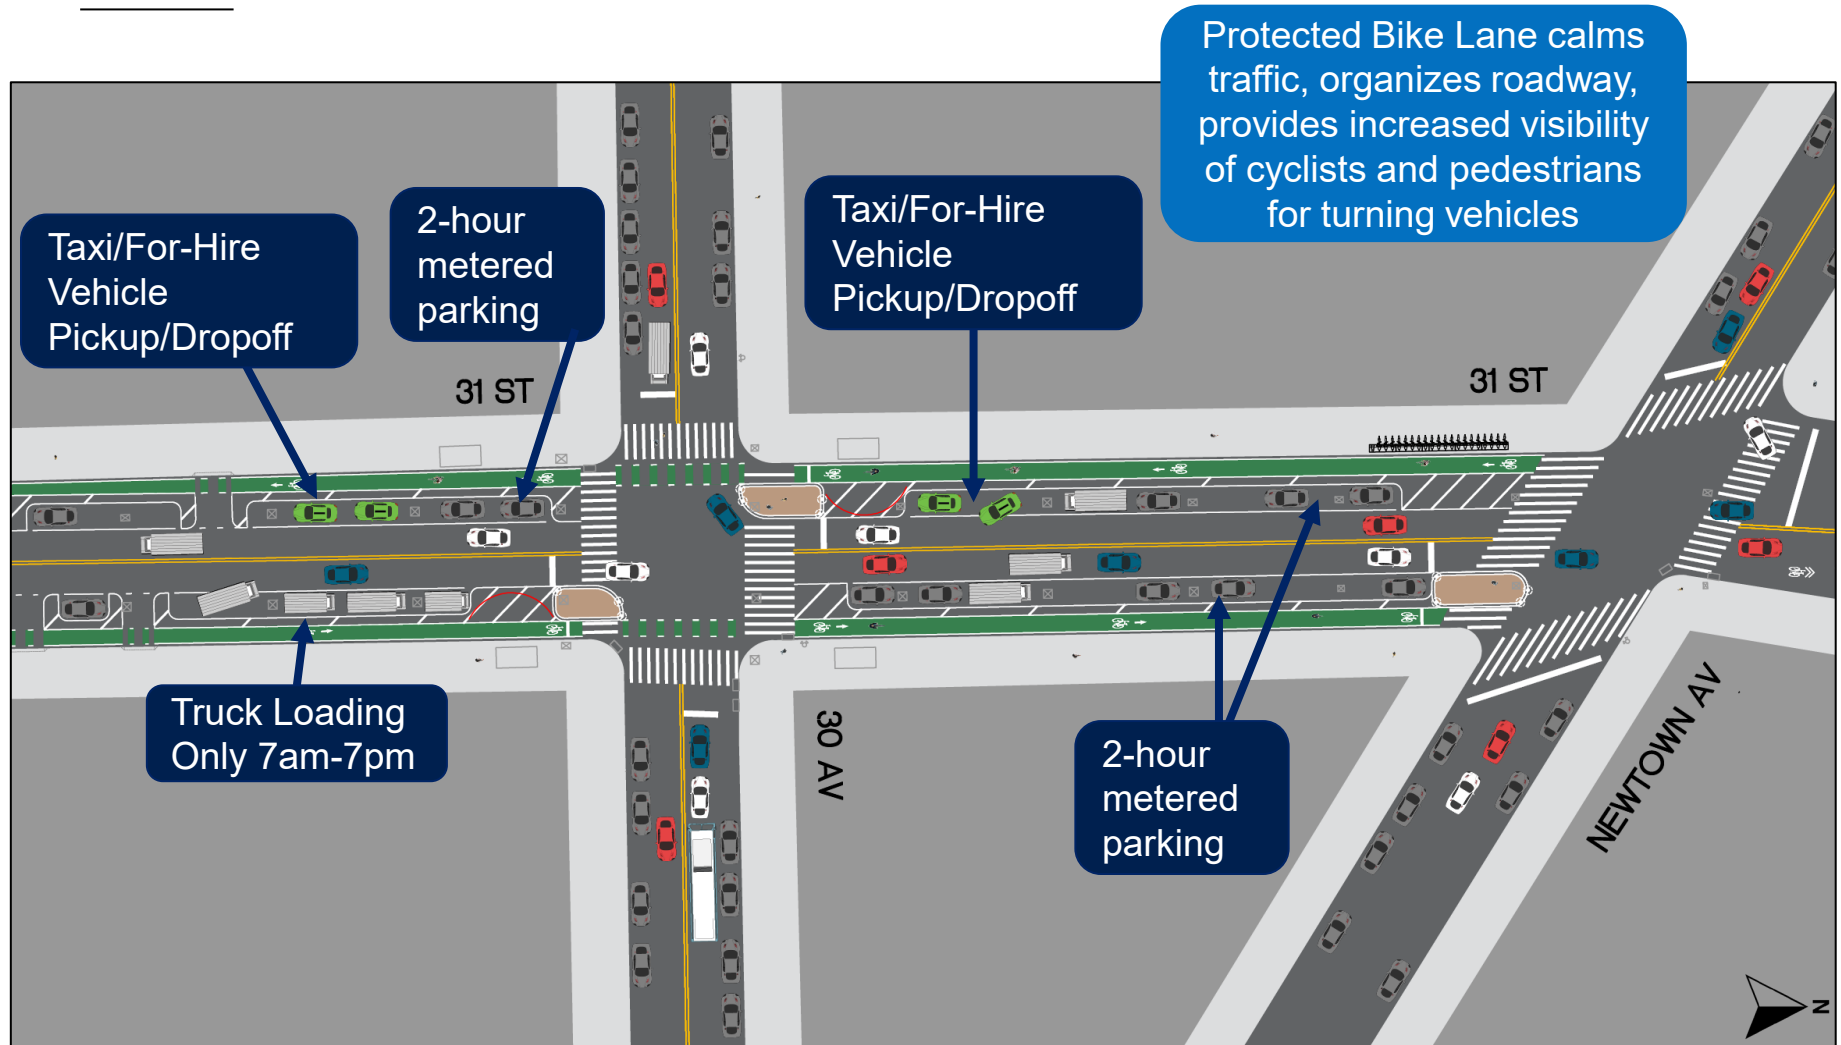 Protected Bike Lane calms
traffic, organizes roadway,
provides increased visibility
of cyclists and pedestrians
for turning vehicles
Taxi/For-Hire
Vehicle
Pickup/Dropoff
2-hour
metered
parking
Taxi/For-Hire
Vehicle
Pickup/Dropoff
31 ST
31 ST
Truck Loading
Only 7am-7pm
30 AV
2-hour
metered
parking
NEWTOWN AV
N